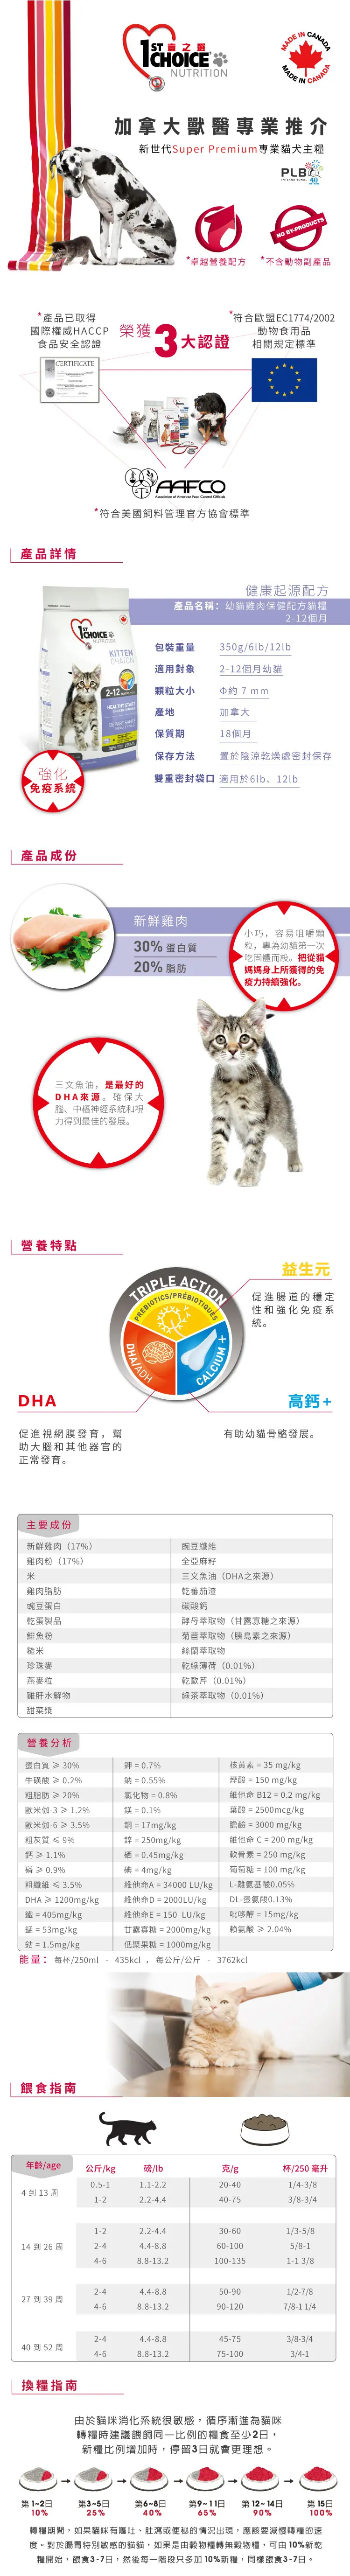 1ST 壹之選
CHOICE
NUTRITION
MADE IN CANADA
MADE IN CANADA
加拿大獸醫專業推介
新世代Super Premium專業貓犬主糧
PLB
INTERNATIONAL
NO BY-PRODUCTS
*卓越營養配方
*不含動物副產品
*產品已取得
國際權威HACCP
食品安全認證
榮獲3大認證
*符合歐盟EC1774/2002
動物食用品
相關規定標準
CERTIFICATE
AAFCO
Association of American Feed Control Officials
*符合美國飼料管理官方協會標準
產品詳情
健康起源配方
產品名稱：幼貓雞肉保健配方貓糧
2-12個月
1ST
CHOICE
NUTRITION
KITTEN
CHATON
2-12
HEALTHY START
強化
免疫系統
包裝重量 350g/6lb/12lb
適用對象 2-12個月幼貓
顆粒大小 Φ約 7 mm
產地 加拿大
保質期 18個月
保存方法 置於陰涼乾燥處密封保存
雙重密封袋口 適用於6lb、12lb
產品成份
新鮮雞肉
30% 蛋白質
20% 脂肪
小巧，容易咀嚼顆
粒，專為幼貓第一次
吃固體而設。把從貓
媽媽身上所獲得的免
疫力持續強化。
三文魚油，是最好的
DHA來源。確保大
腦、中樞神經系統和視
力得到最佳的發展。
營養特點
益生元
TRIPLE ACTION
PREBIOTICS/PRÉBIOTIQUES
DHA/ADH
CALCIUM +
促進腸道的穩定
性和強化免疫系
統。
DHA
促進視網膜發育，幫
助大腦和其他器官的
正常發育。
高鈣+
有助幼貓骨骼發展。
主要成份
新鮮雞肉（17%） 豌豆纖維
雞肉粉（17%） 全亞麻籽
米 三文魚油（DHA之來源）
雞肉脂肪 乾蕃茄渣
豌豆蛋白 碳酸鈣
乾蛋製品 酵母萃取物（甘露寡糖之來源）
鯡魚粉 菊苣萃取物（胰島素之來源）
糙米 絲蘭萃取物
珍珠麥 乾綠薄荷（0.01%）
燕麥粒 乾歐芹（0.01%）
雞肝水解物 綠茶萃取物（0.01%）
甜菜漿
營養分析
蛋白質 ≥ 30% 鉀 = 0.7% 核黃素 = 35 mg/kg
牛磺酸 ≥ 0.2% 鈉 = 0.55% 煙酸 = 150 mg/kg
粗脂肪 ≥ 20% 氯化物 = 0.8% 維他命 B12 = 0.2 mg/kg
歐米伽-3 ≥ 1.2% 鎂 = 0.1% 葉酸 = 2500mcg/kg
歐米伽-6 ≥ 3.5% 銅 = 17mg/kg 膽鹼 = 3000 mg/kg
粗灰質 ≤ 9% 鋅 = 250mg/kg 維他命 C = 200 mg/kg
鈣 ≥ 1.1% 硒 = 0.45mg/kg 軟骨素 = 250 mg/kg
磷 ≥ 0.9% 碘 = 4mg/kg 葡萄糖 = 100 mg/kg
粗纖維 ≤ 3.5% 維他命A = 34000 LU/kg L-離氨基酸0.05%
DHA ≥ 1200mg/kg 維他命D = 2000LU/kg DL-蛋氨酸0.13%
鐵 = 405mg/kg 維他命E = 150 LU/kg 吡哆醇 = 15mg/kg
錳 = 53mg/kg 甘露寡糖 = 2000mg/kg 賴氨酸 ≥ 2.04%
鈷 = 1.5mg/kg 低聚果糖 = 1000mg/kg
能量：每杯/250ml - 435kcl ，每公斤/公斤 - 3762kcl
餵食指南
年齡/age 公斤/kg 磅/lb 克/g 杯/250 毫升
4 到 13 周 0.5-1 1.1-2.2 20-40 1/4-3/8
1-2 2.2-4.4 40-75 3/8-3/4
14 到 26 周 1-2 2.2-4.4 30-60 1/3-5/8
2-4 4.4-8.8 60-100 5/8-1
4-6 8.8-13.2 100-135 1-1 3/8
27 到 39 周 2-4 4.4-8.8 50-90 1/2-7/8
4-6 8.8-13.2 90-120 7/8-1 1/4
40 到 52 周 2-4 4.4-8.8 45-75 3/8-3/4
4-6 8.8-13.2 75-100 3/4-1
換糧指南
由於貓咪消化系統很敏感，循序漸進為貓咪
轉糧時建議餵飼同一比例的糧食至少2日，
新糧比例增加時，停留3日就會更理想。
第1~2日 第3~5日 第6~8日 第9~11日 第12~14日 第15日
10% 25% 40% 65% 90% 100%
轉糧期間，如果貓咪有嘔吐、肚瀉或便秘的情況出現，應該要減慢轉糧的速
度。對於腸胃特別敏感的貓貓，如果是由穀物糧轉無穀物糧，可由 10%新乾
糧開始，餵食3-7日，然後每一階段只多加 10%新糧，同樣餵食3-7日。